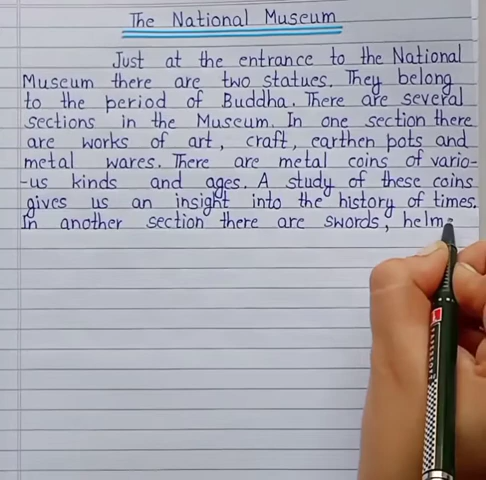 The National Museum
Just at the entrance to the National
Museum there are two statues. They belong
to the period of Buddha. There are several
sections in the Museum. In one section there
are works of art, craft, earthen pots and
metal wares. There are metal coins of vario-
-us kinds and ages. A study of these coins
gives us an insight into the history of times.
In another section there are swords, helm